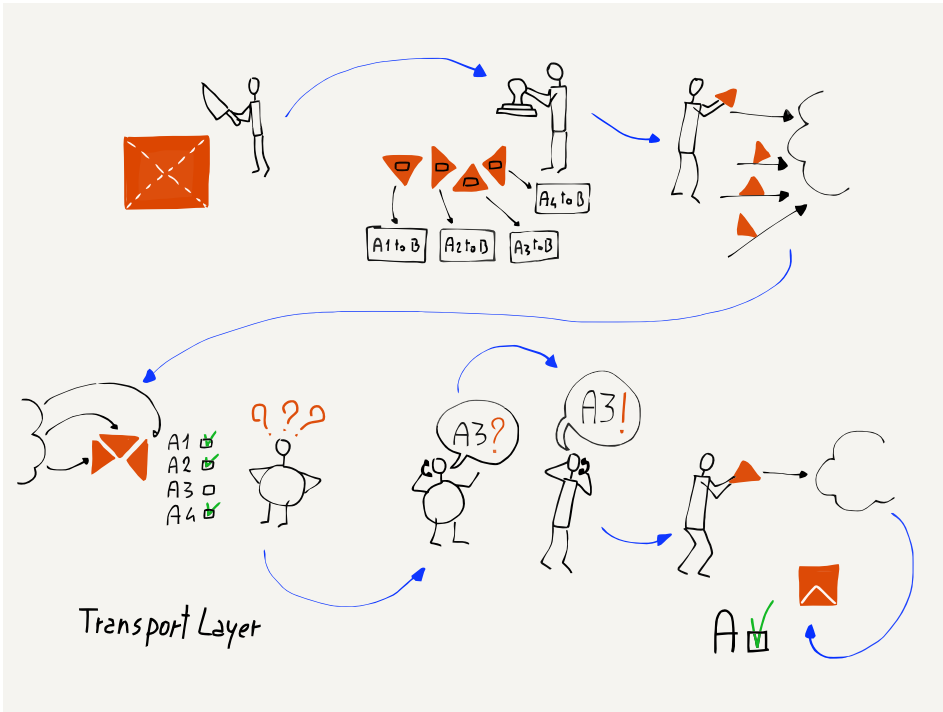 A4 to B
A1 to B
A2 to B
A3 to B
???
A1
A2
A3
A4
A3?
A3!
Transport Layer
A